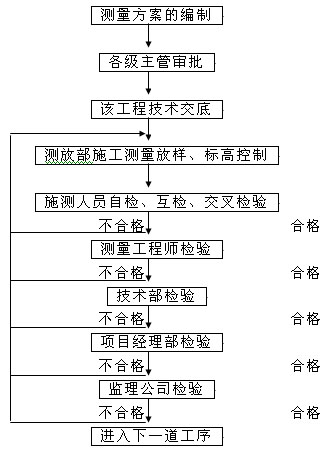 测量方案的编制
各级主管审批
该工程技术交底
测放部施工测量放样、标高控制
施测人员自检、互检、交叉检验
不合格 合格
测量工程师检验
不合格 合格
技术部检验
不合格 合格
项目经理部检验
不合格 合格
监理公司检验
不合格 合格
进入下一道工序